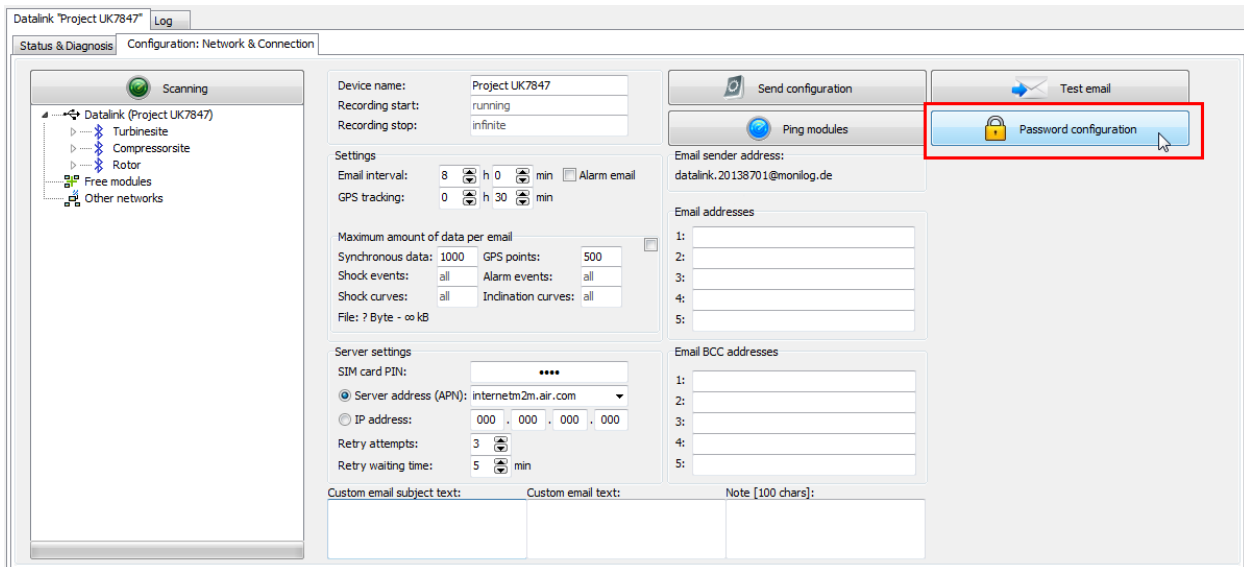 Datalink "Project UK7847" Log
Status & Diagnosis Configuration: Network & Connection
Scanning
Datalink (Project UK7847)
Turbinesite
Compressorsite
Rotor
Free modules
Other networks
Device name: Project UK7847
Recording start: running
Recording stop: infinite
Settings
Email interval: 8 h 0 min Alarm email
GPS tracking: 0 h 30 min
Maximum amount of data per email
Synchronous data: 1000 GPS points: 500
Shock events: all Alarm events: all
Shock curves: all Inclination curves: all
File: ? Byte - ∞ kB
Server settings
SIM card PIN: ••••
Server address (APN): internetm2m.air.com
IP address: 000 . 000 . 000 . 000
Retry attempts: 3
Retry waiting time: 5 min
Custom email subject text: Custom email text: Note [100 chars]:
Send configuration Test email
Ping modules Password configuration
Email sender address:
datalink.20138701@monilog.de
Email addresses
1:
2:
3:
4:
5:
Email BCC addresses
1:
2:
3:
4:
5: